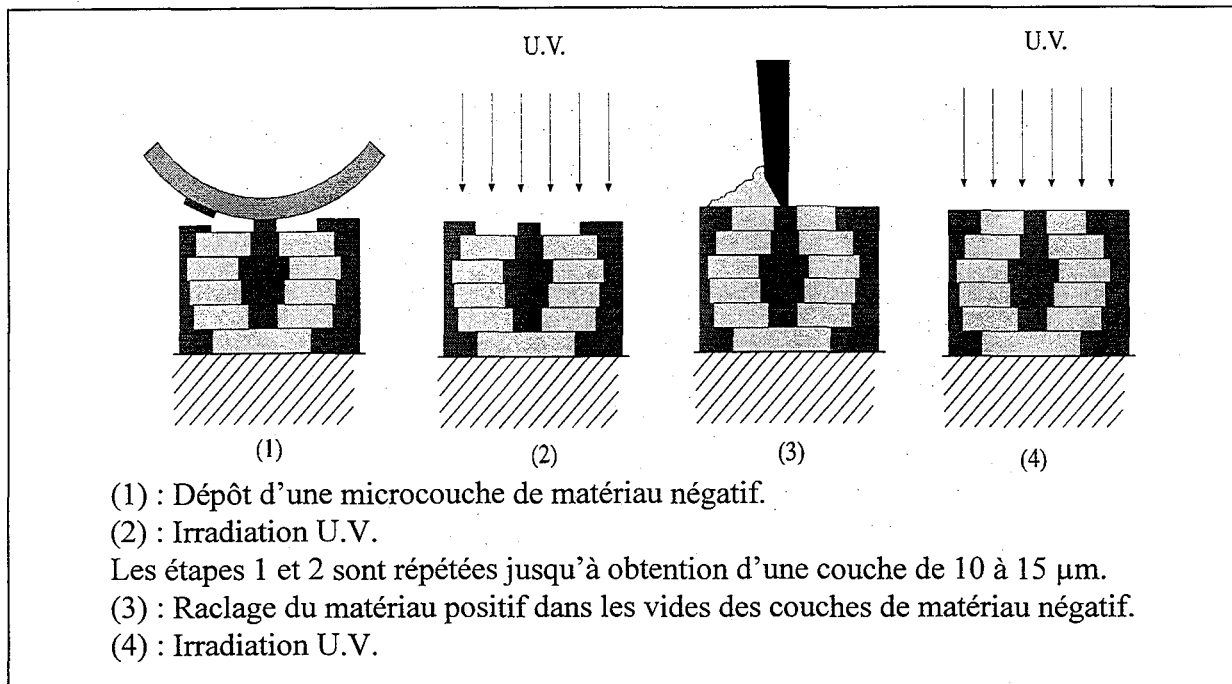 U.V.
U.V.
(1)
(2)
(3)
(4)
(1) : Dépôt d'une microcouche de matériau négatif.
(2) : Irradiation U.V.
Les étapes 1 et 2 sont répétées jusqu'à obtention d'une couche de 10 à 15 µm.
(3) : Raclage du matériau positif dans les vides des couches de matériau négatif.
(4) : Irradiation U.V.